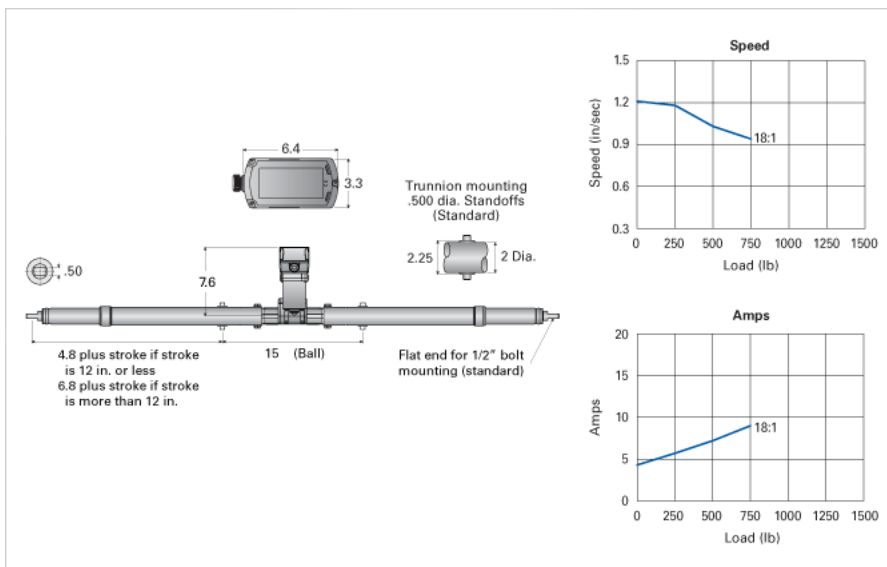 6.4
3.3
Trunnion mounting
.500 dia. Standoffs
(Standard)
2.25
2 Dia.
.50
7.6
15 (Ball)
4.8 plus stroke if stroke
is 12 in. or less
6.8 plus stroke if stroke
is more than 12 in.
Flat end for 1/2" bolt
mounting (standard)
Speed
Speed (in/sec)
1.5
1.2
0.9
0.6
0.3
18:1
0 250 500 750 1000 1250 1500
Load (lb)
Amps
Amps
20
15
10
5
0
18:1
0 250 500 750 1000 1250 1500
Load (lb)